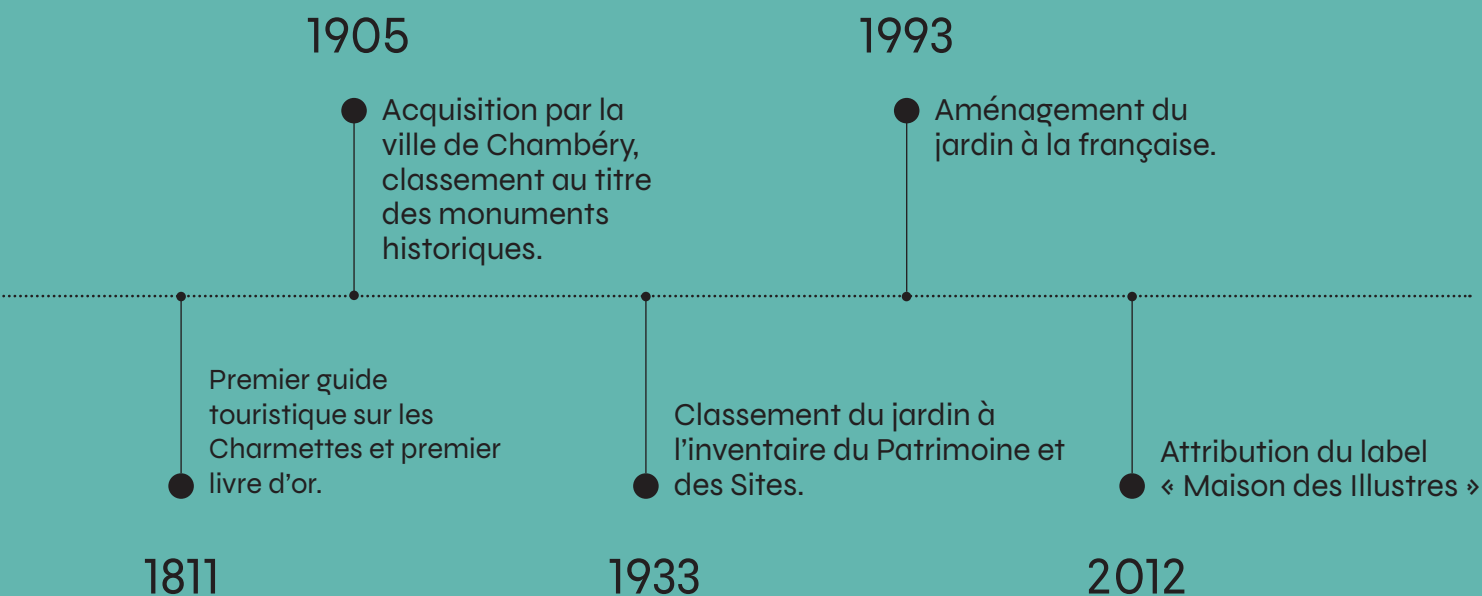 1905
Acquisition par la
ville de Chambéry,
classement au titre
des monuments
historiques.
1993
Aménagement du
jardin à la française.
Premier guide
touristique sur les
Charmettes et premier
livre d'or.
1811
Classement du jardin à
l'inventaire du Patrimoine et
des Sites.
1933
Attribution du label
« Maison des Illustres »
2012